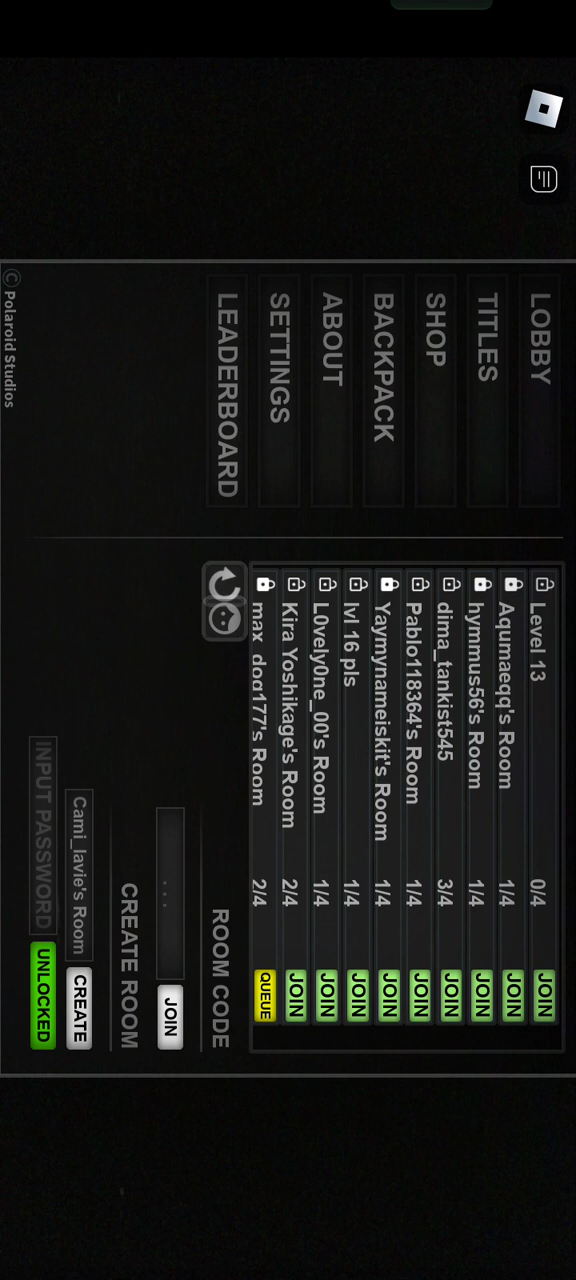 LOBBY
TITLES
SHOP
BACKPACK
ABOUT
SETTINGS
LEADERBOARD
© Polaroid Studios
Level 13 0/4 JOIN
Aqumaeqq's Room 1/4 JOIN
hymmus56's Room 1/4 JOIN
dima_tankist545 3/4 JOIN
Pablo118364's Room 1/4 JOIN
Yaymynameiskit's Room 1/4 JOIN
lvl 16 pls 1/4 JOIN
L0vely0ne_00's Room 1/4 JOIN
Kira Yoshikage's Room 2/4 JOIN
max_dog177's Room 2/4 QUEUE
ROOM CODE
... JOIN
CREATE ROOM
Cami_lavie's Room CREATE
INPUT PASSWORD UNLOCKED